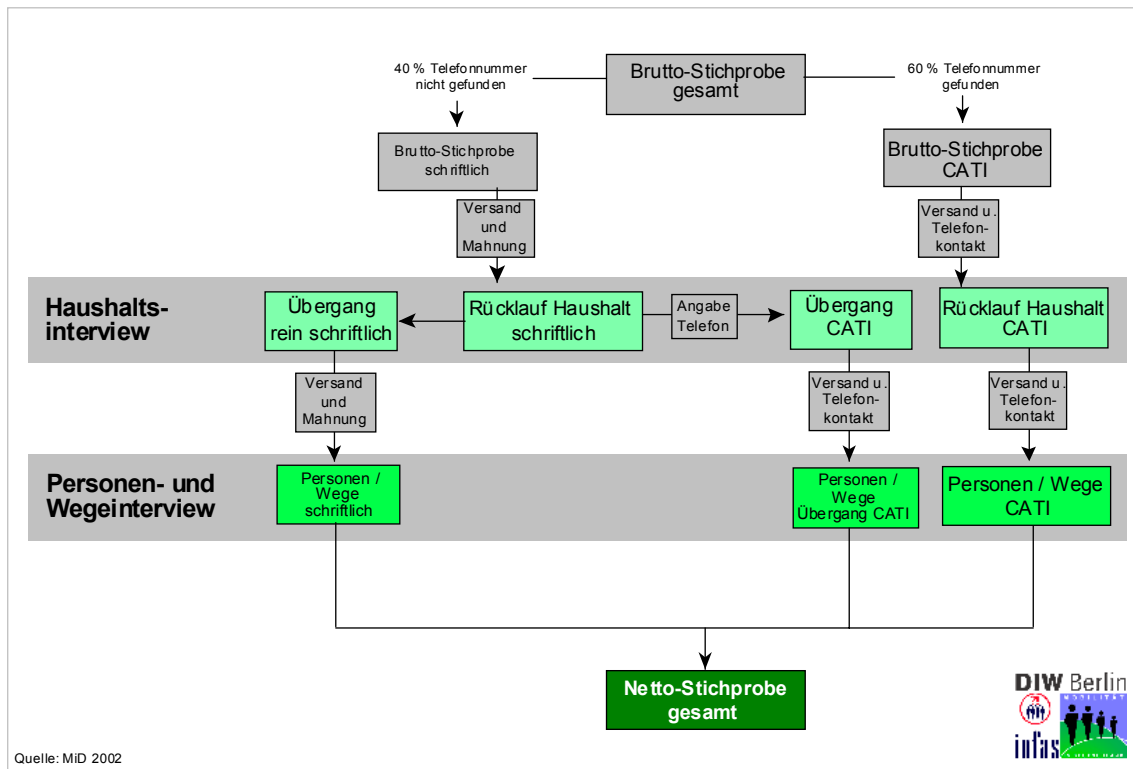 40 % Telefonnummer
nicht gefunden
Brutto-Stichprobe
gesamt
60 % Telefonnummer
gefunden
Brutto-Stichprobe
schriftlich
Brutto-Stichprobe
CATI
Versand
und
Mahnung
Versand u.
Telefon-
kontakt
Haushalts-
interview
Übergang
rein schriftlich
Rücklauf Haushalt
schriftlich
Angabe
Telefon
Übergang
CATI
Rücklauf Haushalt
CATI
Versand
und
Mahnung
Versand u.
Telefon-
kontakt
Versand u.
Telefon-
kontakt
Personen- und
Wegeinterview
Personen /
Wege
schriftlich
Personen /
Wege
Übergang CATI
Personen / Wege
CATI
Netto-Stichprobe
gesamt
DIW Berlin
MOBILITÄT
infas
Quelle: MiD 2002